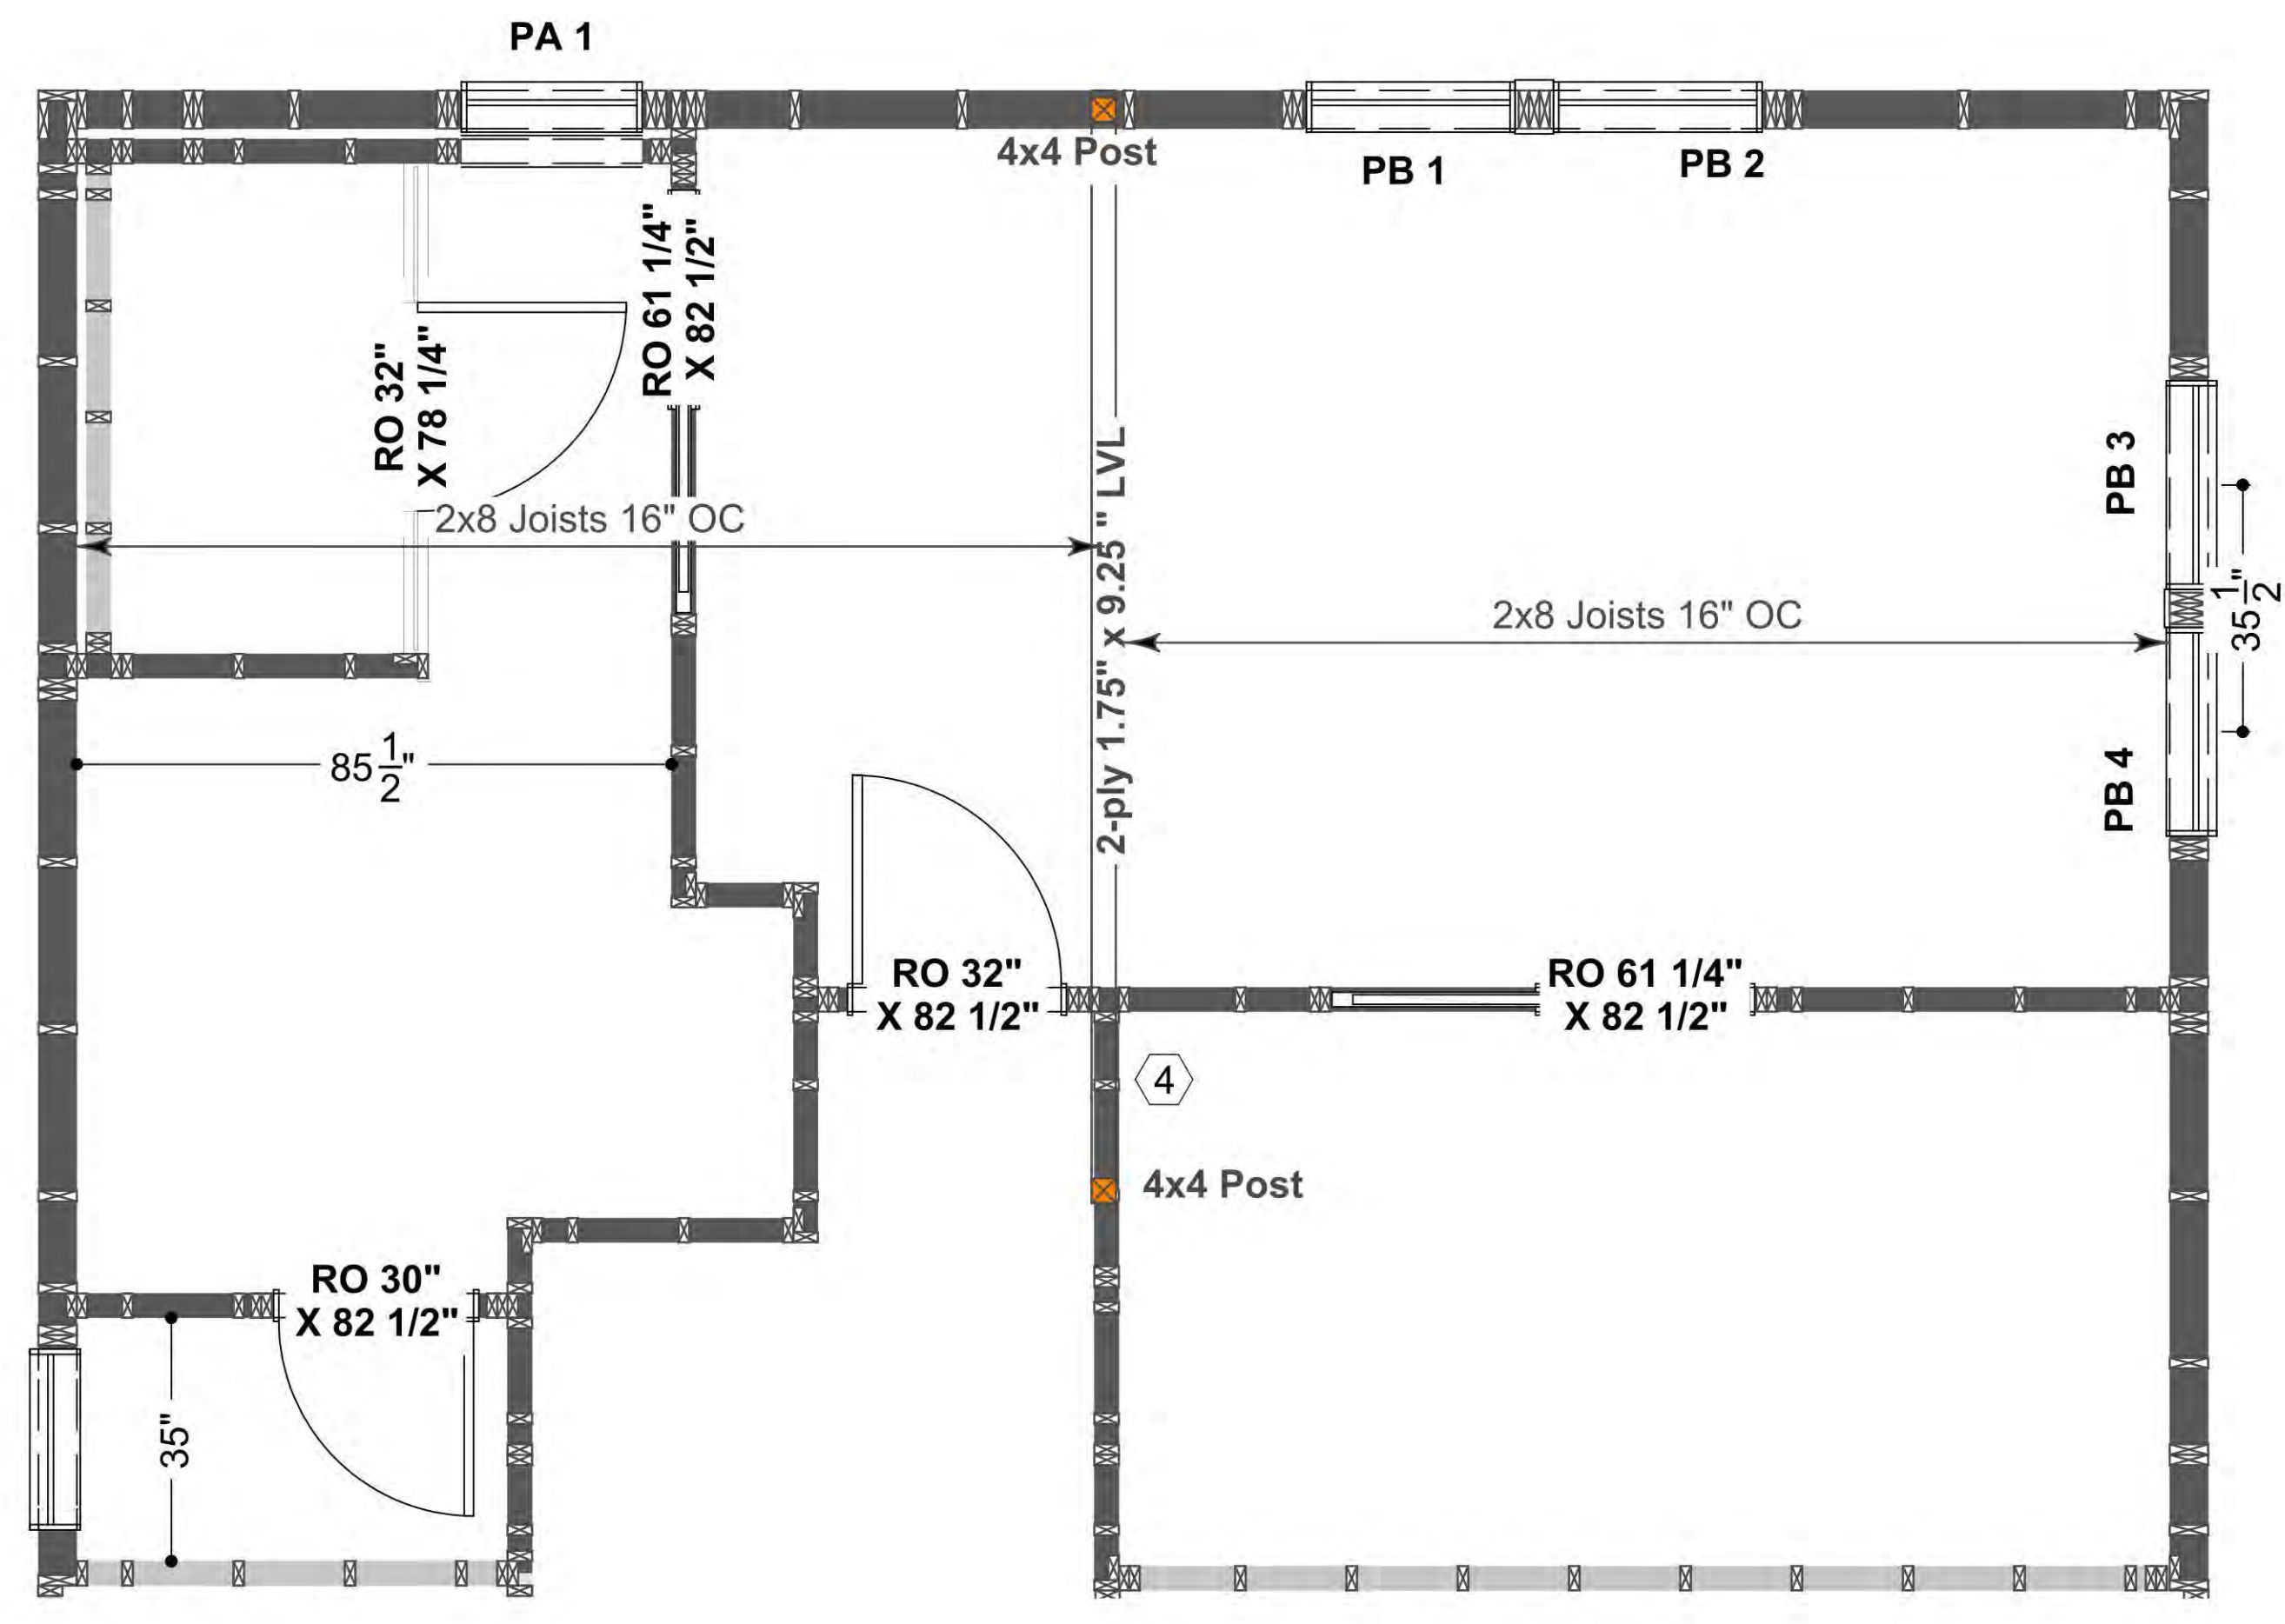 PA 1
4x4 Post
PB 1
PB 2
RO 61 1/4"
X 82 1/2"
RO 32"
X 78 1/4"
2x8 Joists 16" OC
2-ply 1.75" x 9.25 " LVL
PB 3
35 1/2"
2x8 Joists 16" OC
85 1/2"
PB 4
RO 32"
X 82 1/2"
RO 61 1/4"
X 82 1/2"
4
4x4 Post
RO 30"
X 82 1/2"
35"